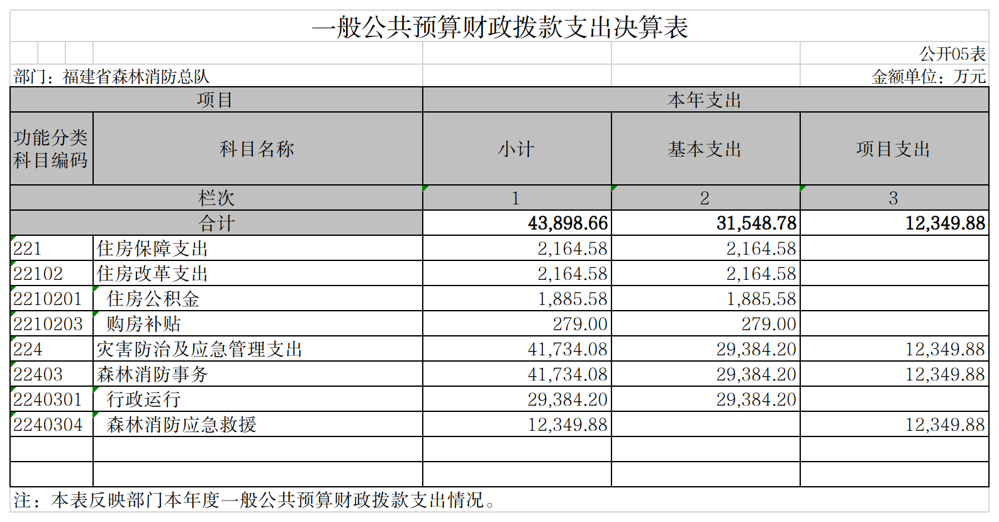 一般公共预算财政拨款支出决算表
公开05表
部门：福建省森林消防总队 金额单位：万元
项目 本年支出
功能分类科目编码 科目名称 小计 基本支出 项目支出
栏次 1 2 3
合计 43,898.66 31,548.78 12,349.88
221 住房保障支出 2,164.58 2,164.58
22102 住房改革支出 2,164.58 2,164.58
2210201 住房公积金 1,885.58 1,885.58
2210203 购房补贴 279.00 279.00
224 灾害防治及应急管理支出 41,734.08 29,384.20 12,349.88
22403 森林消防事务 41,734.08 29,384.20 12,349.88
2240301 行政运行 29,384.20 29,384.20
2240304 森林消防应急救援 12,349.88 12,349.88
注：本表反映部门本年度一般公共预算财政拨款支出情况。